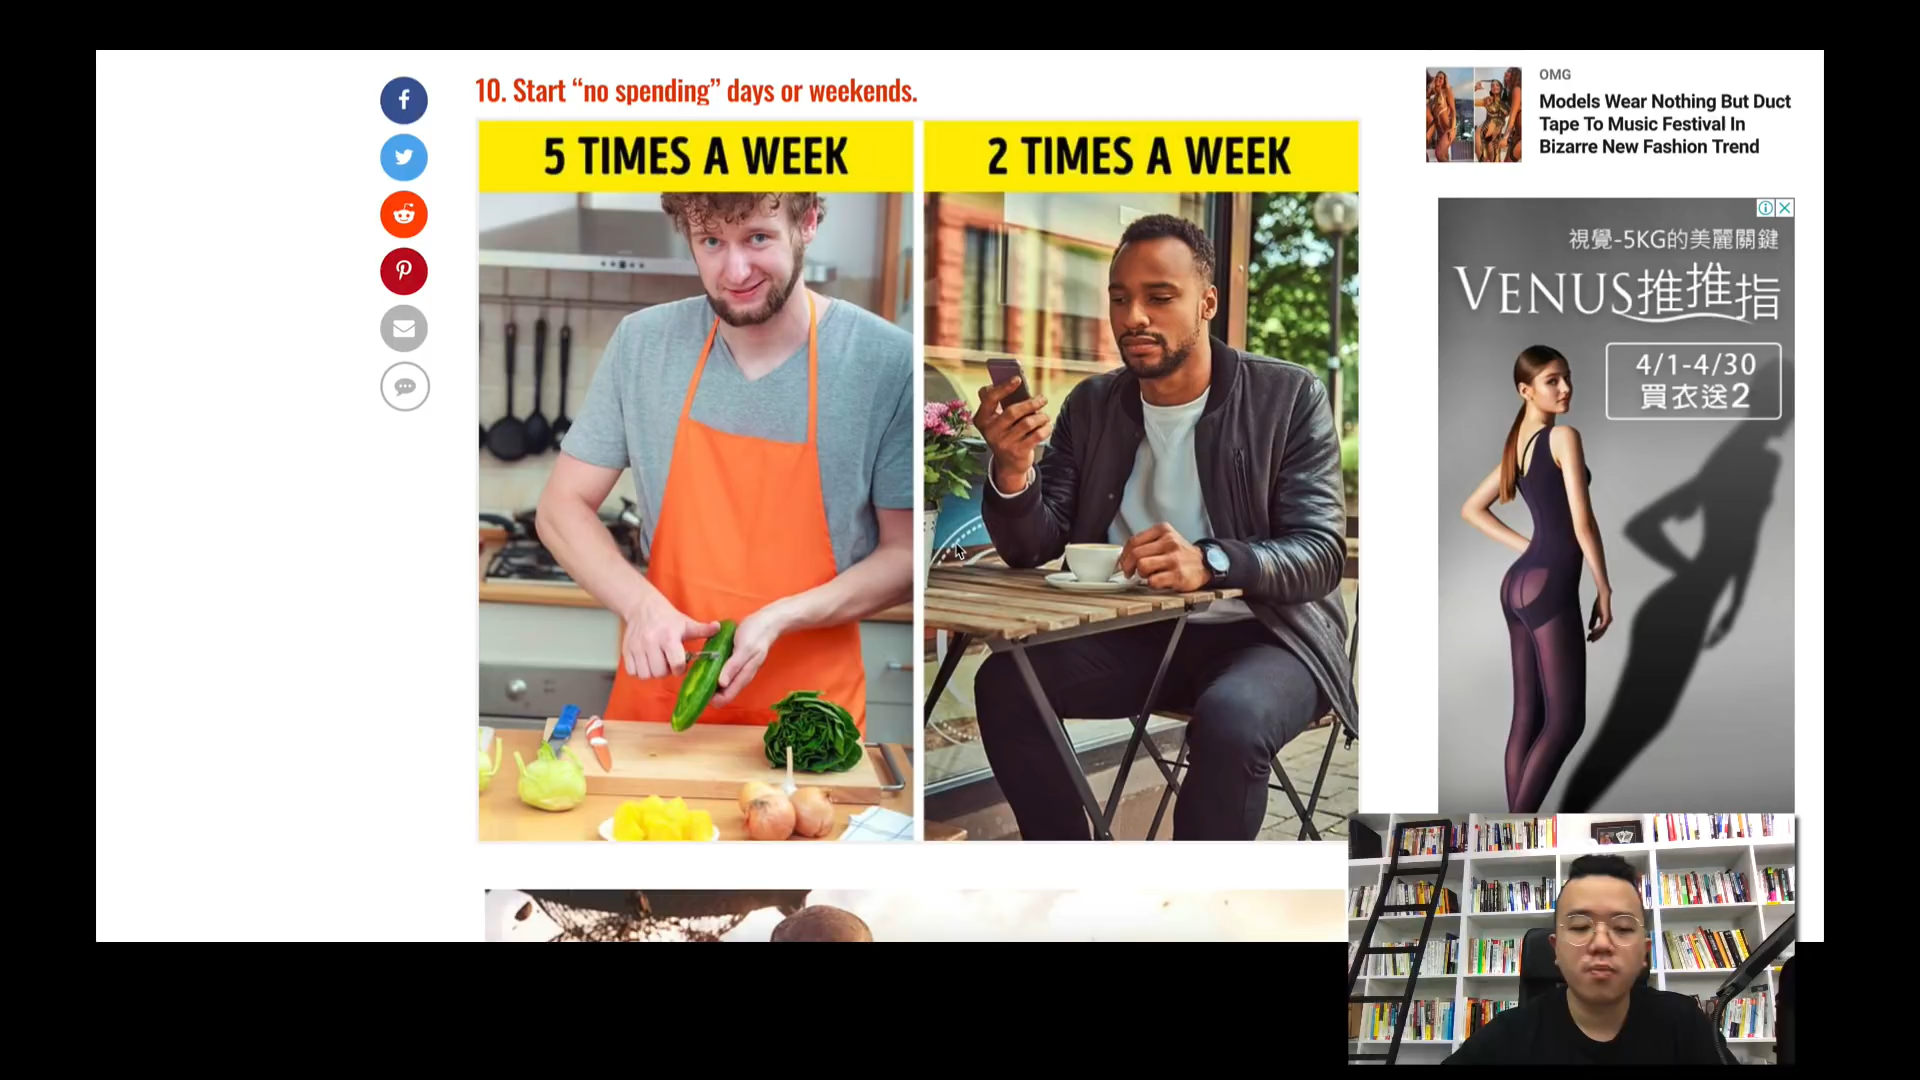 10. Start “no spending” days or weekends.
5 TIMES A WEEK
2 TIMES A WEEK
OMG
Models Wear Nothing But Duct
Tape To Music Festival In
Bizarre New Fashion Trend
視覺-5KG的美麗關鍵
VENUS推推指
4/1-4/30
買衣送2